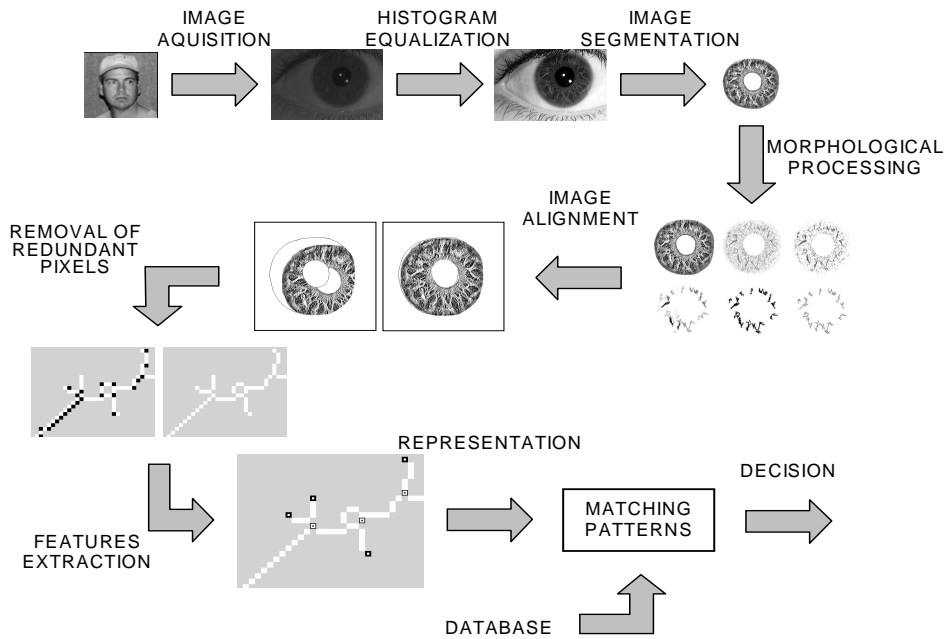 IMAGE
AQUISITION
HISTOGRAM
EQUALIZATION
IMAGE
SEGMENTATION
MORPHOLOGICAL
PROCESSING
IMAGE
ALIGNMENT
REMOVAL OF
REDUNDANT
PIXELS
FEATURES
EXTRACTION
REPRESENTATION
MATCHING
PATTERNS
DECISION
DATABASE